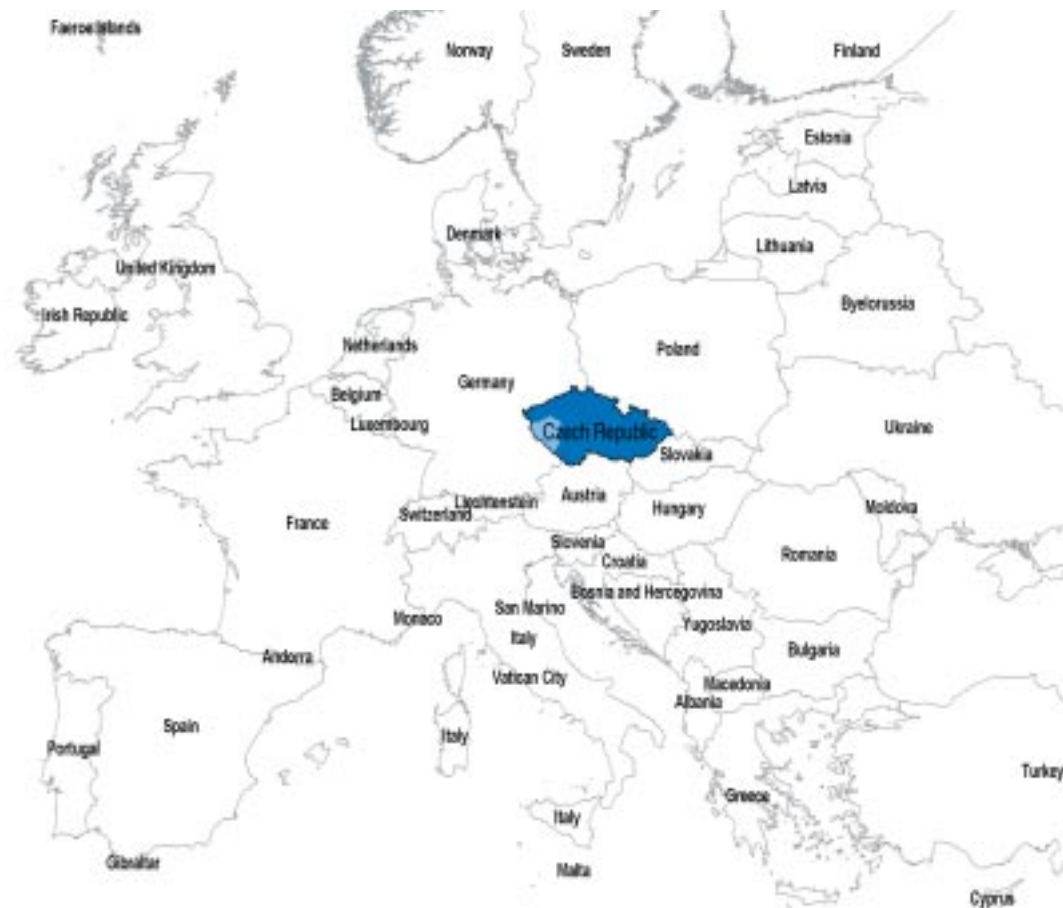 Faeroe Islands
Norway
Sweden
Finland
Estonia
Latvia
Denmark
Lithuania
United Kingdom
Byelorussia
Irish Republic
Netherlands
Poland
Germany
Belgium
Luxembourg
Czech Republic
Ukraine
Slovakia
Austria
Liechtenstein
Switzerland
Hungary
Moldoka
France
Slovenia
Romania
Croatia
Bosnia and Hercegovina
San Marino
Monaco
Yugoslavia
Italy
Bulgaria
Andorra
Vatican City
Macedonia
Albania
Spain
Italy
Portugal
Turkey
Greece
Italy
Gibraltar
Malta
Cyprus